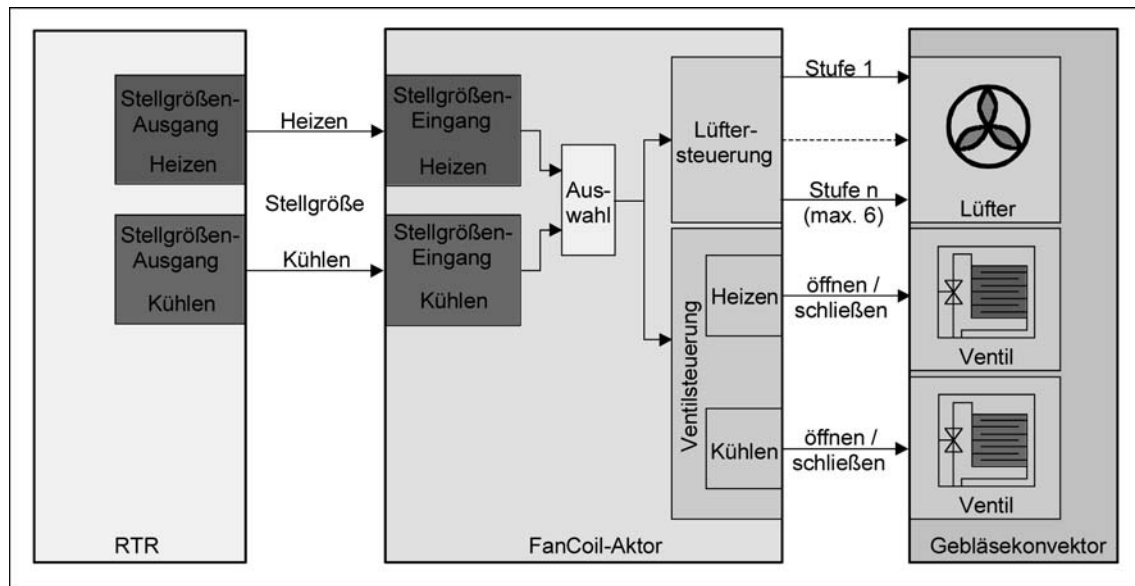 Stellgrößen-
Ausgang
Heizen
Stellgrößen-
Ausgang
Kühlen
RTR
Heizen
Stellgröße
Kühlen
Stellgrößen-
Eingang
Heizen
Stellgrößen-
Eingang
Kühlen
Aus-
wahl
Lüfter-
steuerung
Ventilsteuerung
Heizen
Kühlen
FanCoil-Aktor
Stufe 1
Stufe n
(max. 6)
öffnen /
schließen
öffnen /
schließen
Lüfter
Ventil
Ventil
Gebläsekonvektor